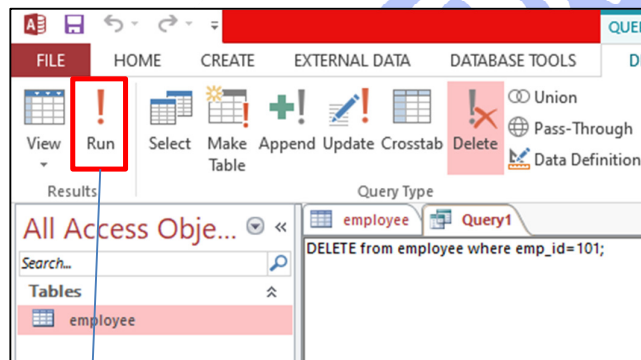 QUE
FILE HOME CREATE EXTERNAL DATA DATABASE TOOLS D
View Run Select Make Table Append Update Crosstab Delete
Union
Pass-Through
Data Definition
Results Query Type
All Access Obje... «
employee Query1
Search...
DELETE from employee where emp_id=101;
Tables
employee